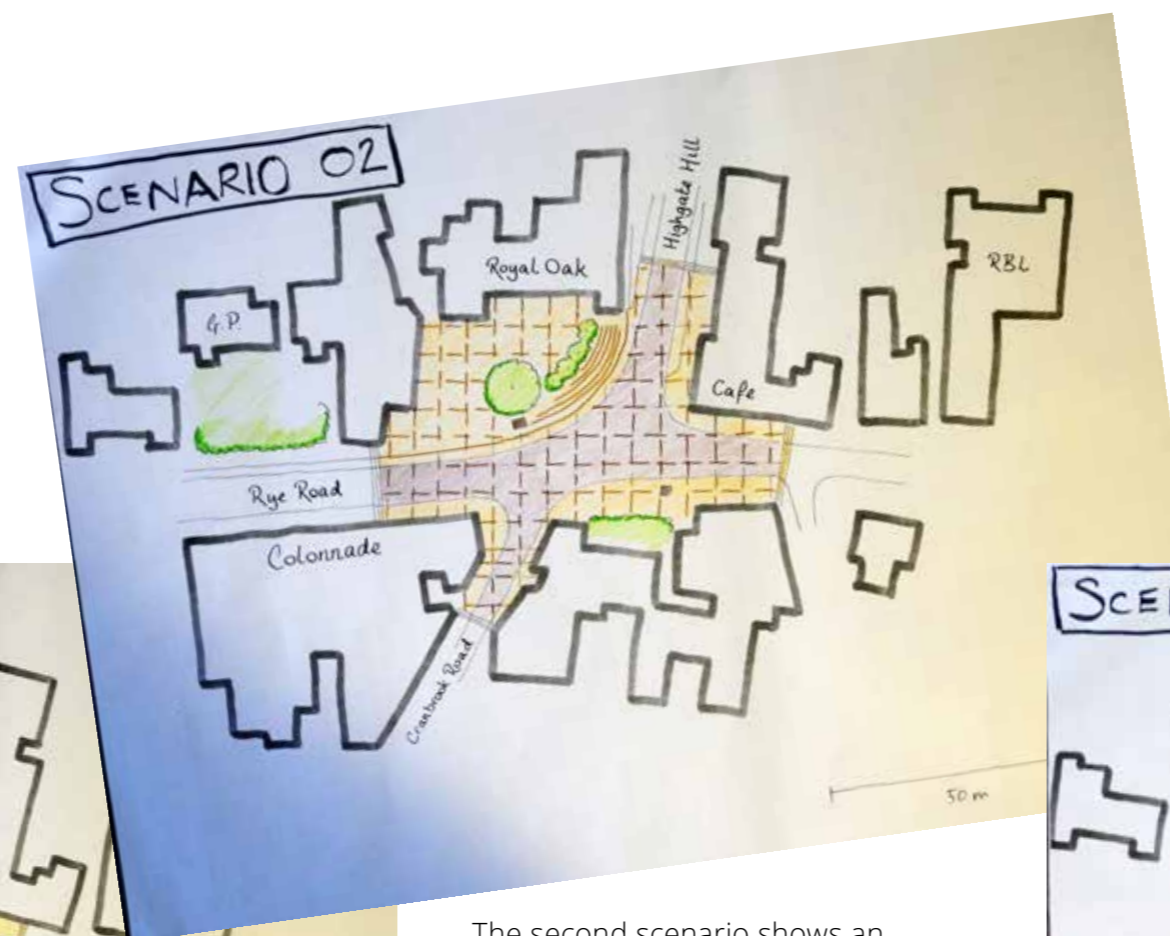 SCENARIO 02
Highgate Hill
Royal Oak
RBL
G.P.
Cafe
Rye Road
Colonnade
Cranbrook Road
50 m
SCE
The second scenario shows an